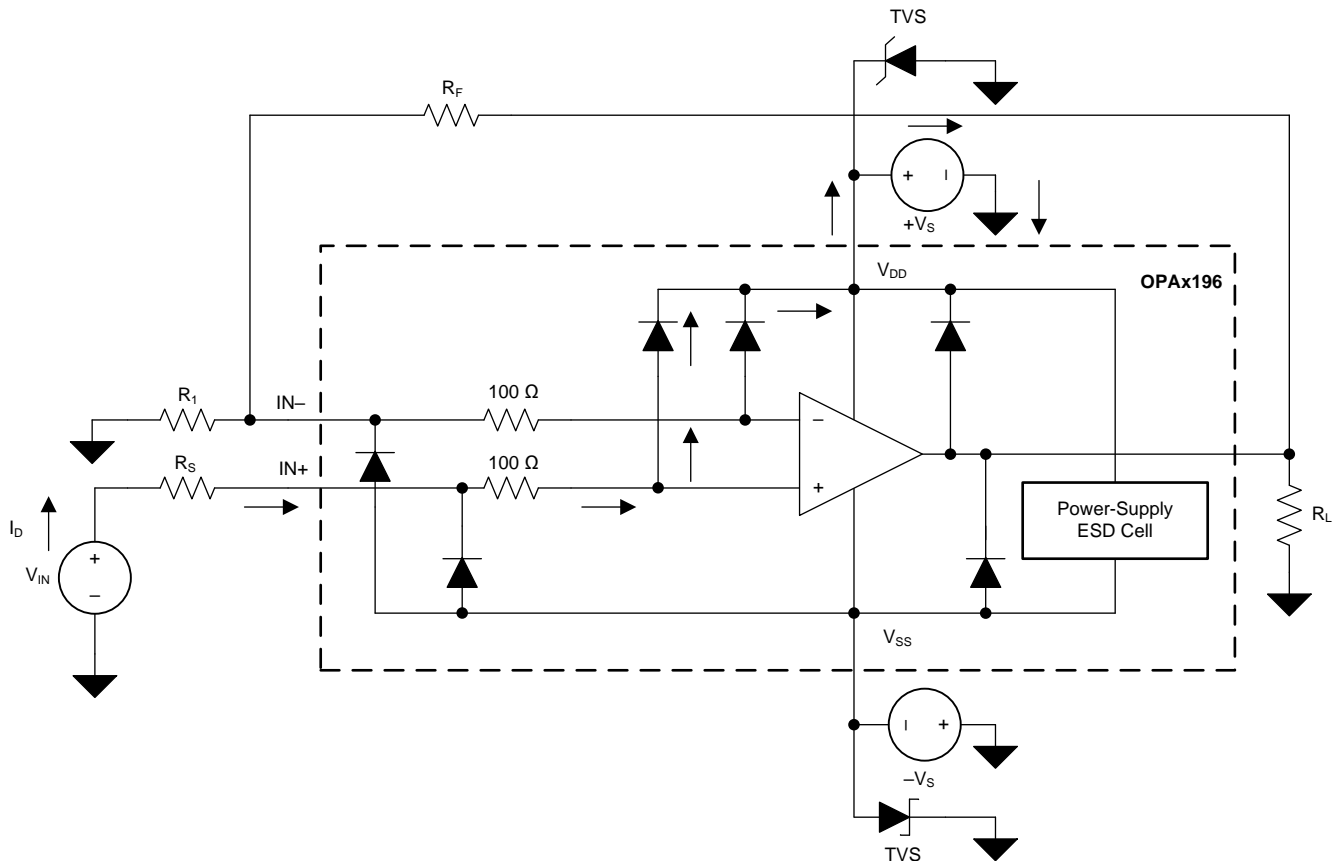 TVS
R_F
+ –
+V_S
V_DD
OPAx196
R_1
IN–
100 Ω
–
R_S
IN+
100 Ω
+
Power-Supply
ESD Cell
R_L
I_D
+
V_IN
–
V_SS
– +
–V_S
TVS